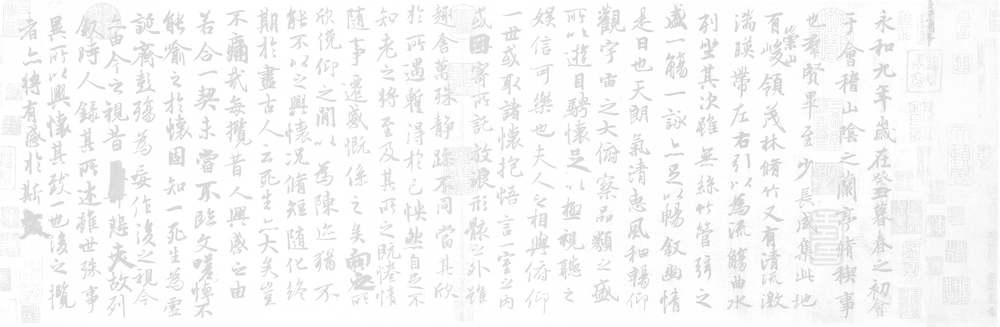 永和九年歲在癸丑暮春之初會
于會稽山陰之蘭亭脩稧事
也羣賢畢至少長咸集此地
有崇山峻領茂林脩竹又有清流激
湍暎帶左右引以為流觴曲水
列坐其次雖無絲竹管弦之
盛一觴一詠亦足以暢敘幽情
是日也天朗氣清惠風和暢仰
觀宇宙之大俯察品類之盛
所以遊目騁懷足以極視聽之
娛信可樂也夫人之相與俯仰
一世或取諸懷抱悟言一室之內
或因寄所託放浪形骸之外雖
趣舍萬殊靜躁不同當其欣
於所遇蹔得於己怏然自足不
知老之將至及其所之既惓情
隨事遷感慨係之矣向之所
欣俛仰之閒以為陳迹猶不
能不以之興懷況脩短隨化終
期於盡古人云死生亦大矣豈
不痛哉每攬昔人興感之由
若合一契未嘗不臨文嗟悼不
能喻之於懷固知一死生為虛
誕齊彭殤為妄作後之視今
亦由今之視昔悲夫故列
敘時人錄其所述雖世殊事
異所以興懷其致一也後之攬
者亦將有感於斯文